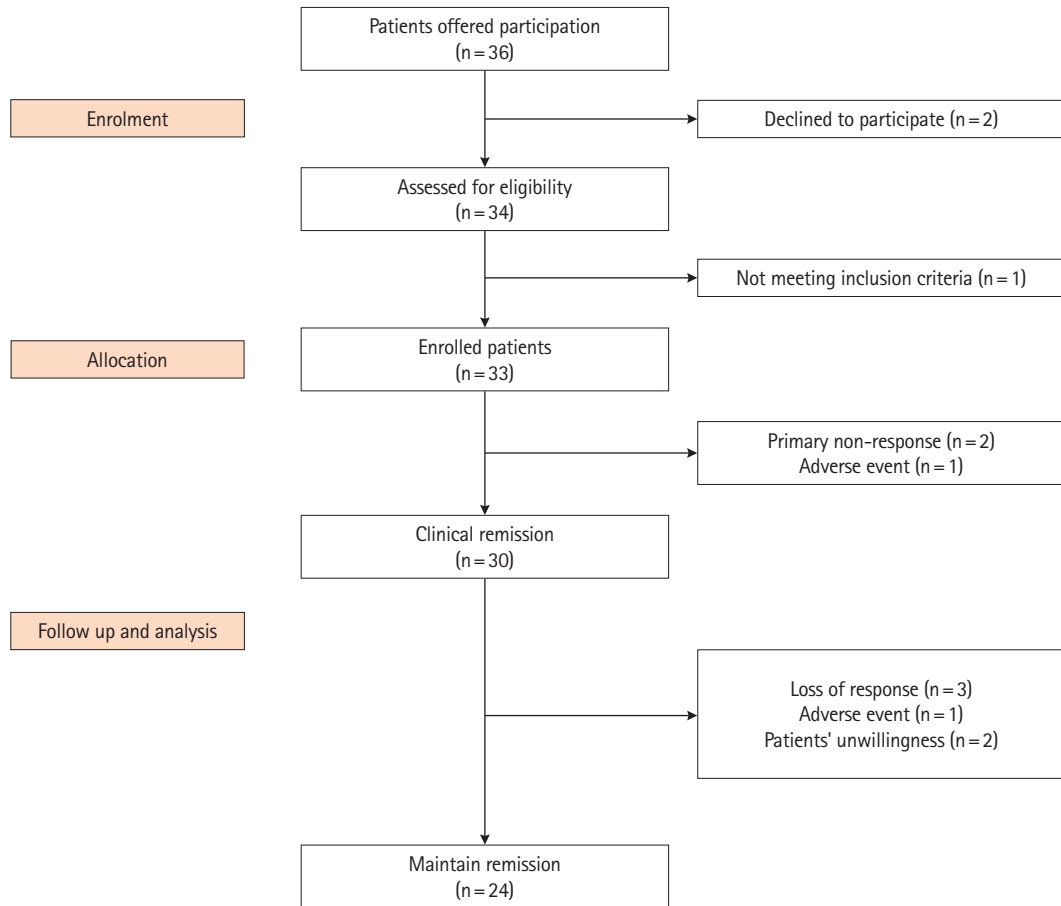 Patients offered participation
(n=36)
Enrolment
Declined to participate (n=2)
Assessed for eligibility
(n=34)
Not meeting inclusion criteria (n=1)
Allocation
Enrolled patients
(n=33)
Primary non-response (n=2)
Adverse event (n=1)
Clinical remission
(n=30)
Follow up and analysis
Loss of response (n=3)
Adverse event (n=1)
Patients' unwillingness (n=2)
Maintain remission
(n=24)